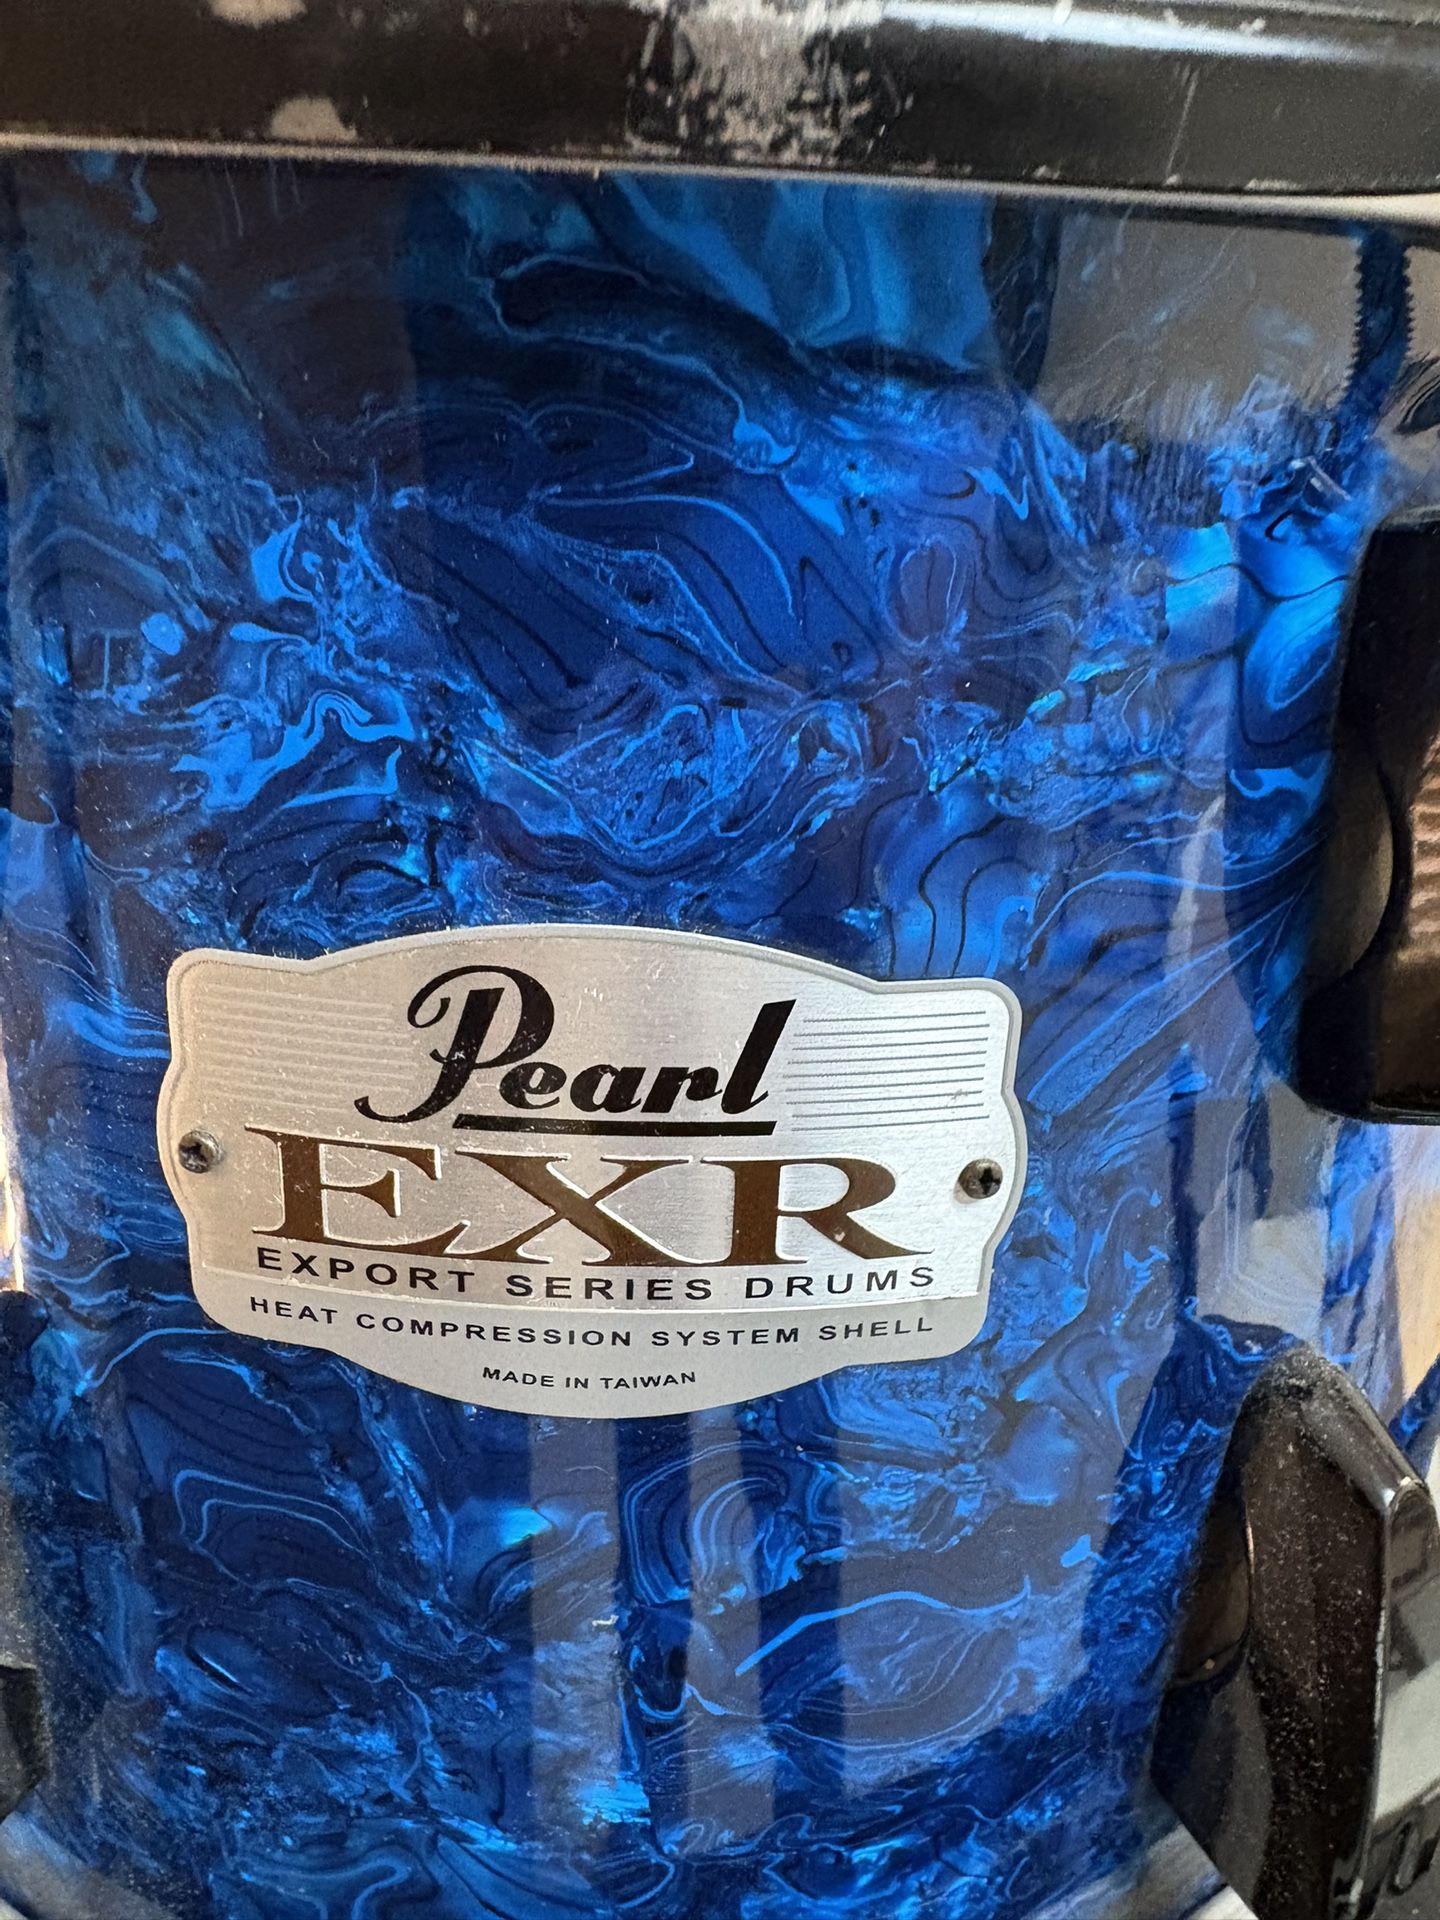 Pearl
EXR
EXPORT SERIES DRUMS
HEAT COMPRESSION SYSTEM SHELL
MADE IN TAIWAN